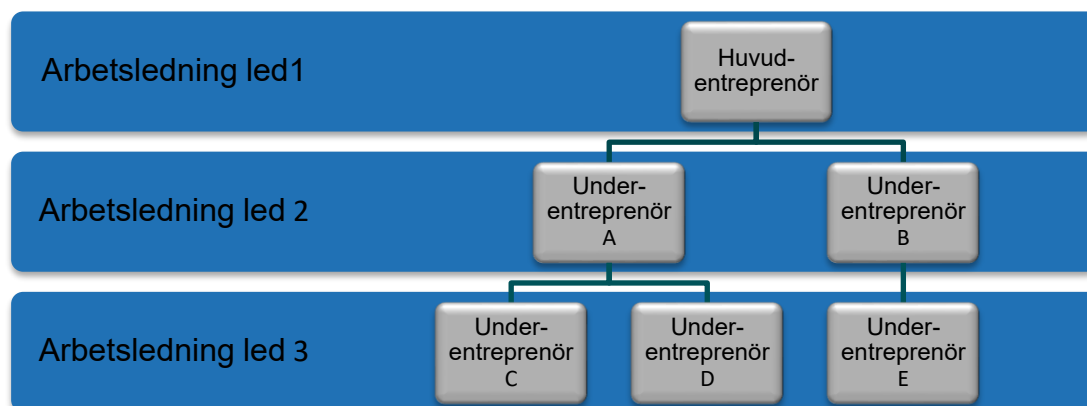 Arbetsledning led1
Huvud-
entreprenör
Arbetsledning led 2
Under-
entreprenör
A
Under-
entreprenör
B
Arbetsledning led 3
Under-
entreprenör
C
Under-
entreprenör
D
Under-
entreprenör
E